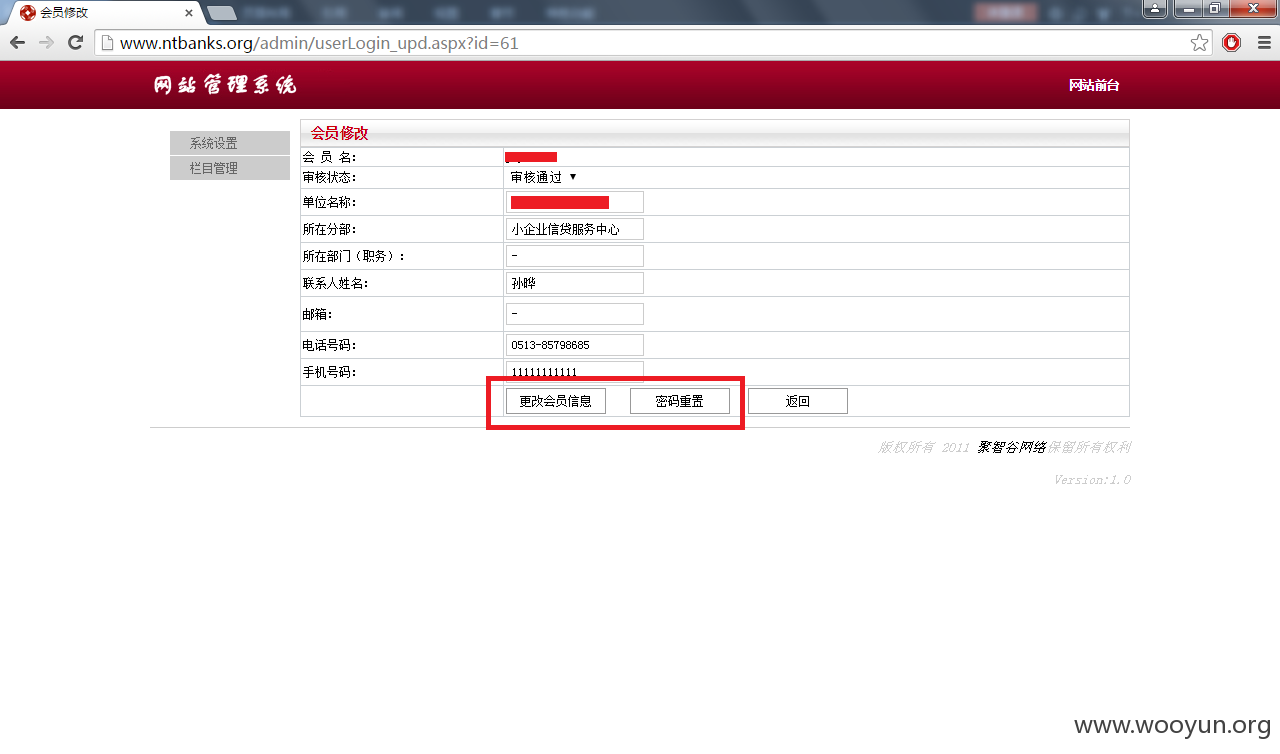 会员修改
www.ntbanks.org/admin/userLogin_upd.aspx?id=61
网站管理系统
网站前台
系统设置
栏目管理
会员修改
会 员 名：
审核状态： 审核通过
单位名称：
所在分部： 小企业信贷服务中心
所在部门（职务）： -
联系人姓名： 孙晔
邮箱： -
电话号码： 0513-85798685
手机号码： 11111111111
更改会员信息 密码重置 返回
版权所有 2011 聚智谷网络保留所有权利
Version:1.0
www.wooyun.org